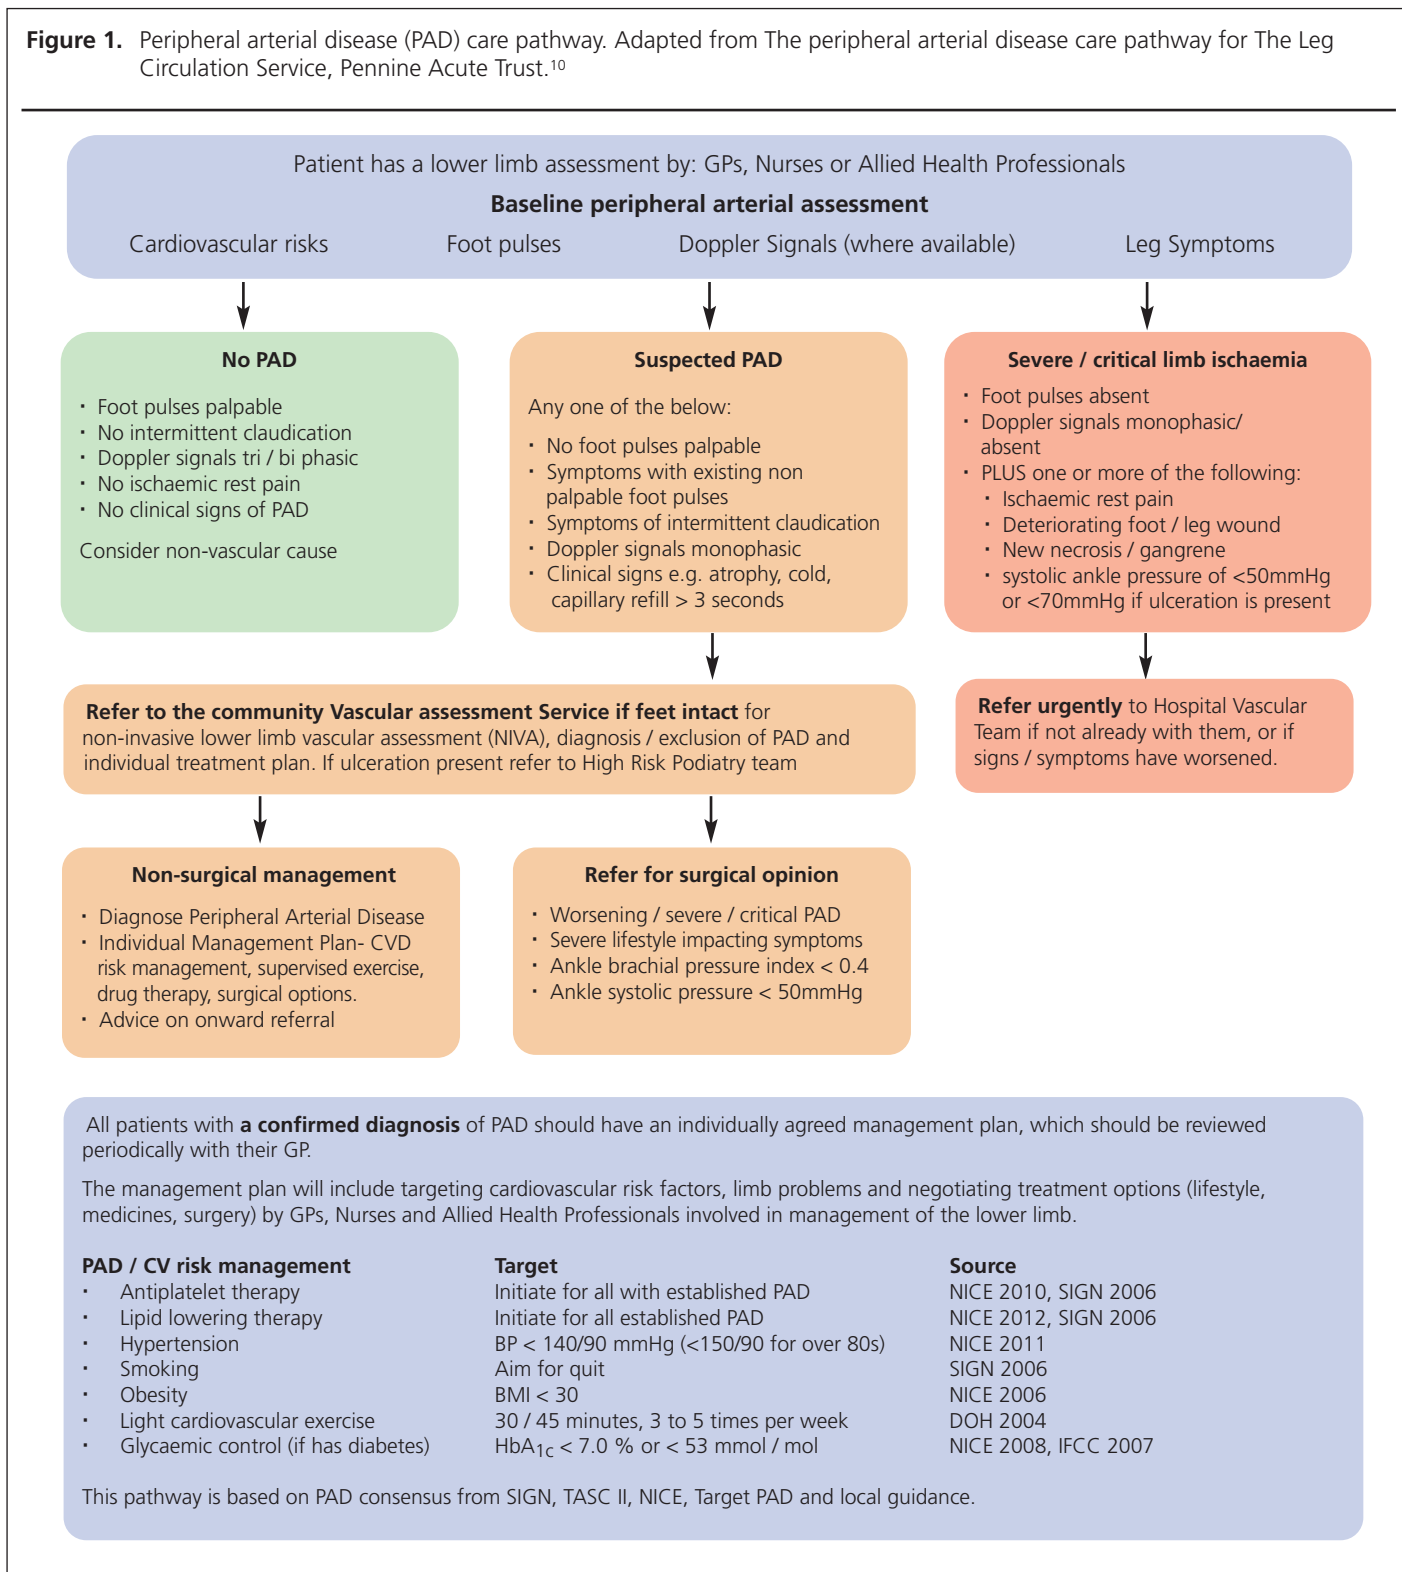 Figure 1. Peripheral arterial disease (PAD) care pathway. Adapted from The peripheral arterial disease care pathway for The Leg
Circulation Service, Pennine Acute Trust.¹⁰
Patient has a lower limb assessment by: GPs, Nurses or Allied Health Professionals
Baseline peripheral arterial assessment
Cardiovascular risks Foot pulses Doppler Signals (where available) Leg Symptoms
No PAD
· Foot pulses palpable
· No intermittent claudication
· Doppler signals tri / bi phasic
· No ischaemic rest pain
· No clinical signs of PAD
Consider non-vascular cause
Suspected PAD
Any one of the below:
· No foot pulses palpable
· Symptoms with existing non
palpable foot pulses
· Symptoms of intermittent claudication
· Doppler signals monophasic
· Clinical signs e.g. atrophy, cold,
capillary refill > 3 seconds
Severe / critical limb ischaemia
· Foot pulses absent
· Doppler signals monophasic/
absent
· PLUS one or more of the following:
· Ischaemic rest pain
· Deteriorating foot / leg wound
· New necrosis / gangrene
· systolic ankle pressure of <50mmHg
or <70mmHg if ulceration is present
Refer to the community Vascular assessment Service if feet intact for
non-invasive lower limb vascular assessment (NIVA), diagnosis / exclusion of PAD and
individual treatment plan. If ulceration present refer to High Risk Podiatry team
Refer urgently to Hospital Vascular
Team if not already with them, or if
signs / symptoms have worsened.
Non-surgical management
· Diagnose Peripheral Arterial Disease
· Individual Management Plan- CVD
risk management, supervised exercise,
drug therapy, surgical options.
· Advice on onward referral
Refer for surgical opinion
· Worsening / severe / critical PAD
· Severe lifestyle impacting symptoms
· Ankle brachial pressure index < 0.4
· Ankle systolic pressure < 50mmHg
All patients with a confirmed diagnosis of PAD should have an individually agreed management plan, which should be reviewed
periodically with their GP.
The management plan will include targeting cardiovascular risk factors, limb problems and negotiating treatment options (lifestyle,
medicines, surgery) by GPs, Nurses and Allied Health Professionals involved in management of the lower limb.
PAD / CV risk management Target Source
· Antiplatelet therapy Initiate for all with established PAD NICE 2010, SIGN 2006
· Lipid lowering therapy Initiate for all established PAD NICE 2012, SIGN 2006
· Hypertension BP < 140/90 mmHg (<150/90 for over 80s) NICE 2011
· Smoking Aim for quit SIGN 2006
· Obesity BMI < 30 NICE 2006
· Light cardiovascular exercise 30 / 45 minutes, 3 to 5 times per week DOH 2004
· Glycaemic control (if has diabetes) HbA1c < 7.0 % or < 53 mmol / mol NICE 2008, IFCC 2007
This pathway is based on PAD consensus from SIGN, TASC II, NICE, Target PAD and local guidance.